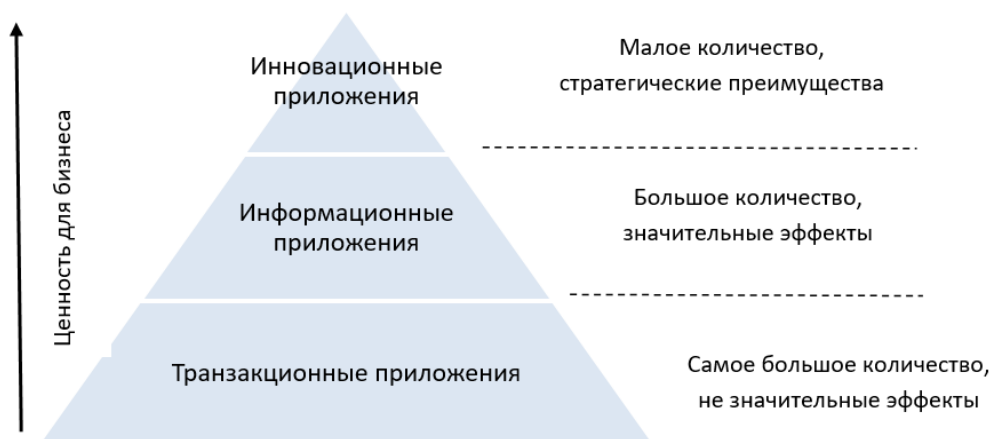 Ценность для бизнеса
Инновационные
приложения
Малое количество,
стратегические преимущества
Информационные
приложения
Большое количество,
значительные эффекты
Транзакционные приложения
Самое большое количество,
не значительные эффекты